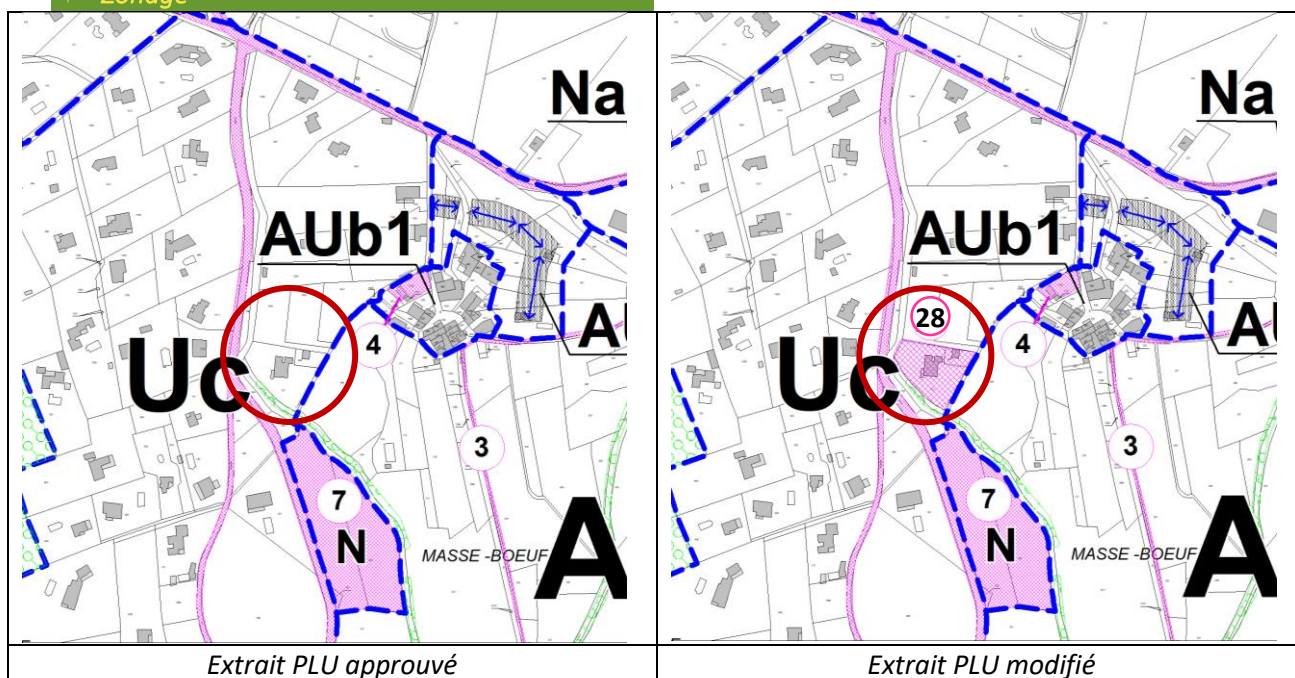 Zonage
Na
AUb1
4
Uc
3
7
N
MASSE -BOEUF
A
Na
AUb1
28
4
Uc
3
7
N
MASSE -BOEUF
A
Extrait PLU approuvé
Extrait PLU modifié